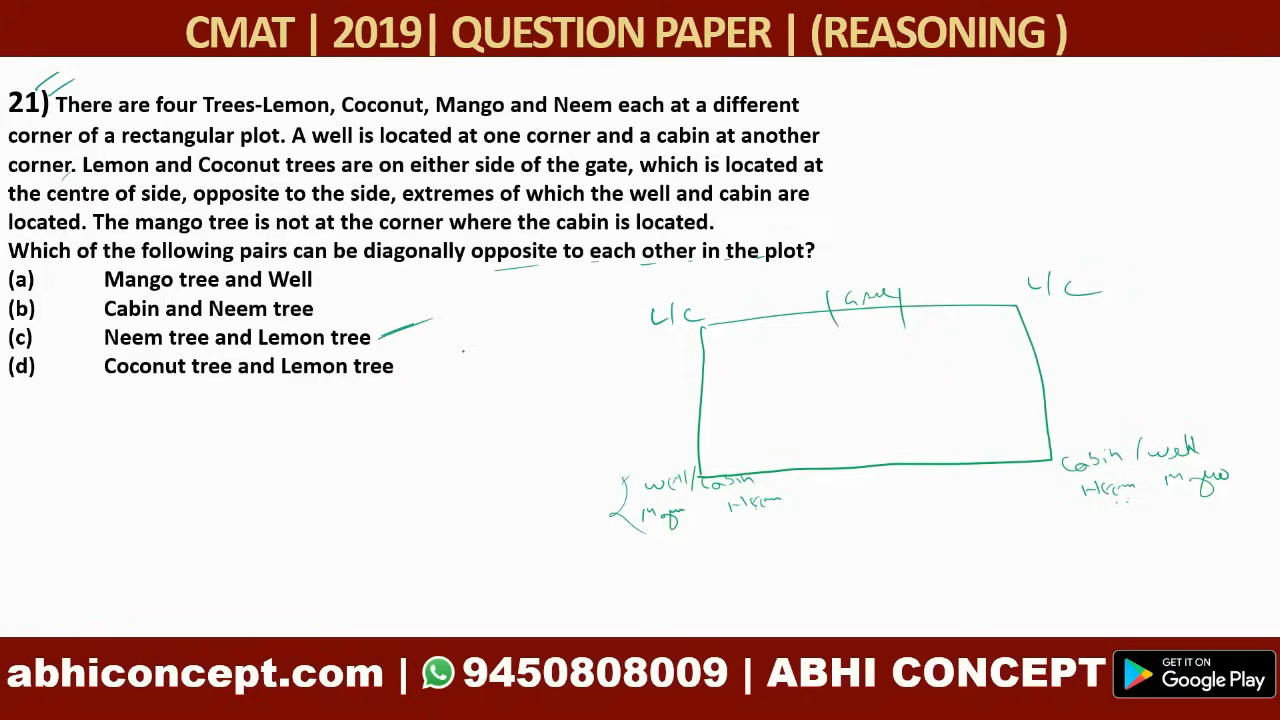 CMAT | 2019| QUESTION PAPER | (REASONING )
21) There are four Trees-Lemon, Coconut, Mango and Neem each at a different
corner of a rectangular plot. A well is located at one corner and a cabin at another
corner. Lemon and Coconut trees are on either side of the gate, which is located at
the centre of side, opposite to the side, extremes of which the well and cabin are
located. The mango tree is not at the corner where the cabin is located.
Which of the following pairs can be diagonally opposite to each other in the plot?
(a) Mango tree and Well
(b) Cabin and Neem tree
(c) Neem tree and Lemon tree
(d) Coconut tree and Lemon tree
L/C
L/C
well/Cabin
Cabin / well
Neem
Neem
abhiconcept.com | 9450808009 | ABHI CONCEPT
GET IT ON
Google Play